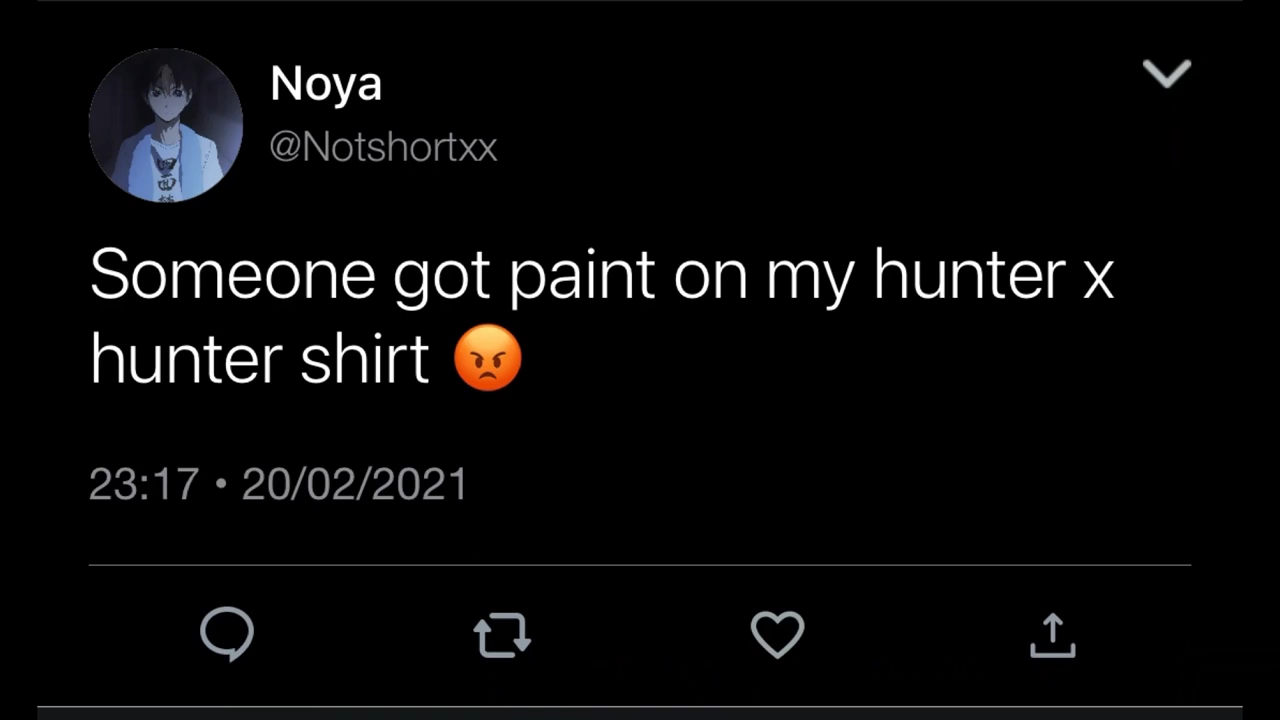 Noya
@Notshortxx
Someone got paint on my hunter x
hunter shirt 😡
23:17 • 20/02/2021